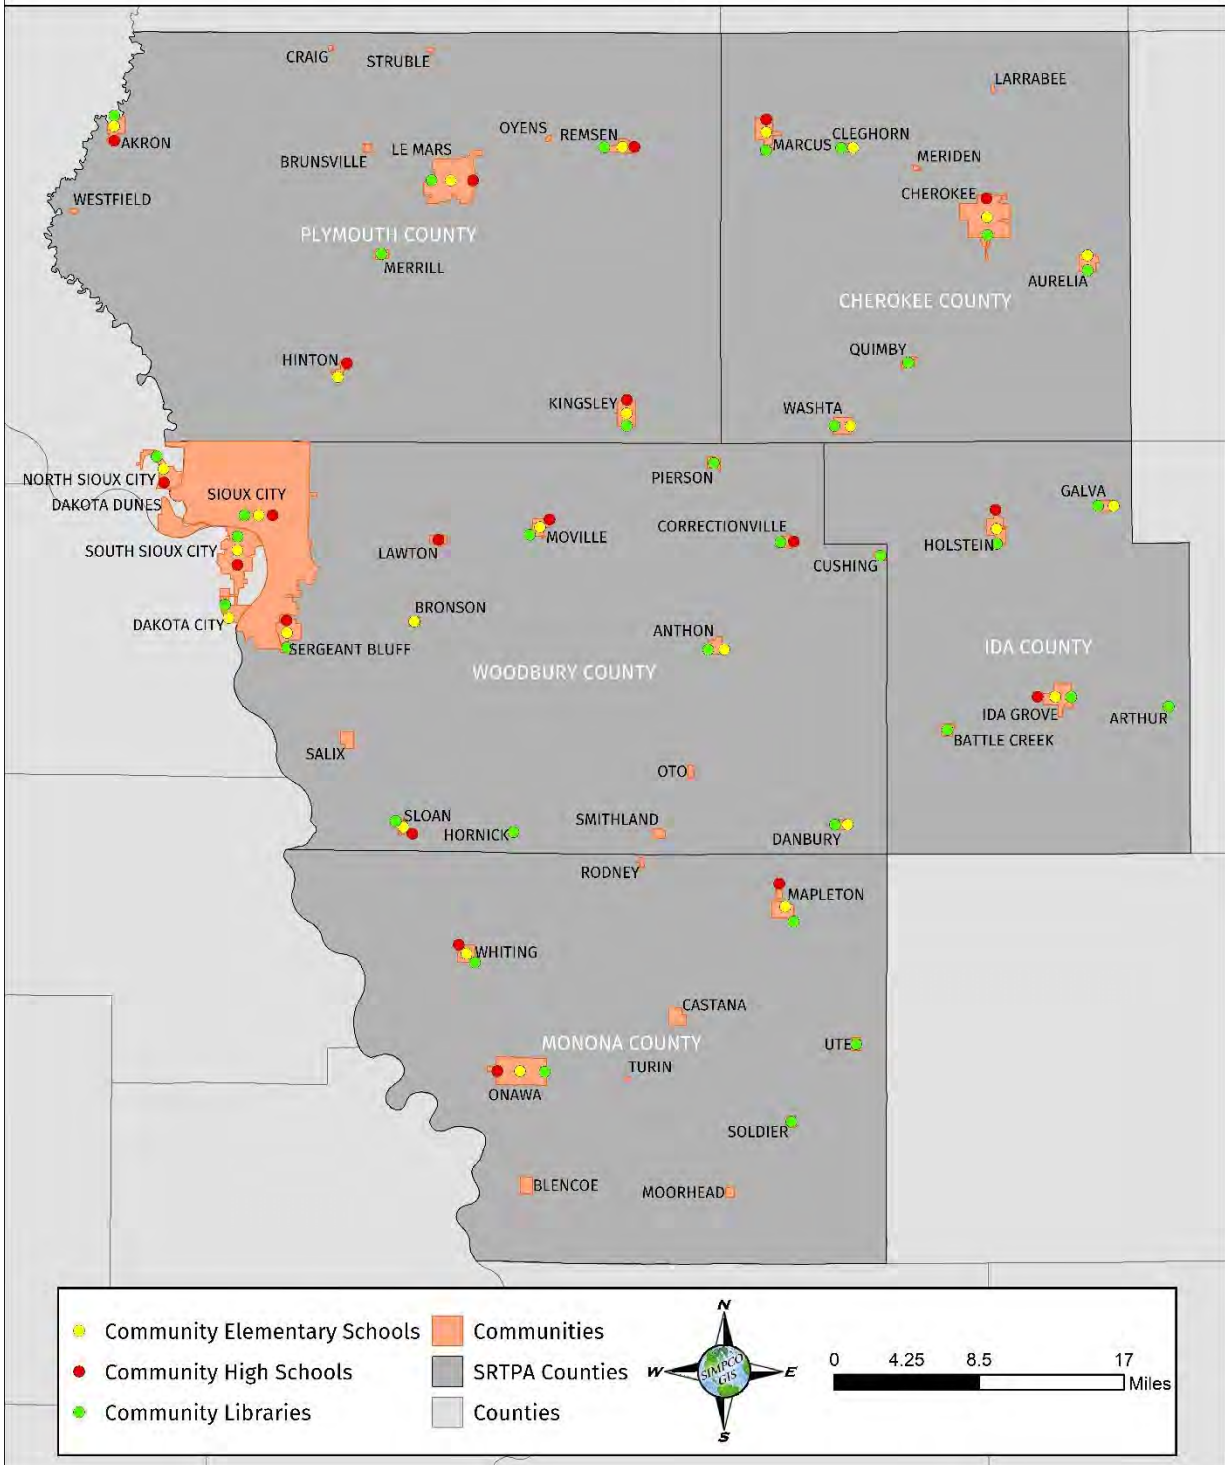 CRAIG
STRUBLE
LARRABEE
AKRON
OYENS
REMSEN
MARCUS
CLEGHORN
BRUNSVILLE
LE MARS
MERIDEN
WESTFIELD
CHEROKEE
PLYMOUTH COUNTY
MERRILL
AURELIA
CHEROKEE COUNTY
HINTON
QUIMBY
KINGSLEY
WASHTA
NORTH SIOUX CITY
PIERSON
DAKOTA DUNES
SIOUX CITY
GALVA
SOUTH SIOUX CITY
LAWTON
MOVILLE
CORRECTIONVILLE
HOLSTEIN
CUSHING
BRONSON
DAKOTA CITY
ANTHON
SERGEANT BLUFF
IDA COUNTY
WOODBURY COUNTY
IDA GROVE
ARTHUR
BATTLE CREEK
SALIX
OTO
SLOAN
HORNICK
SMITHLAND
DANBURY
RODNEY
MAPLETON
WHITING
CASTANA
MONONA COUNTY
UTE
TURIN
ONAWA
SOLDIER
BLENCOE
MOORHEAD
Community Elementary Schools
Community High Schools
Community Libraries
Communities
SRTPA Counties
Counties
N
W
E
S
SIMPCO
GIS
0 4.25 8.5 17
Miles